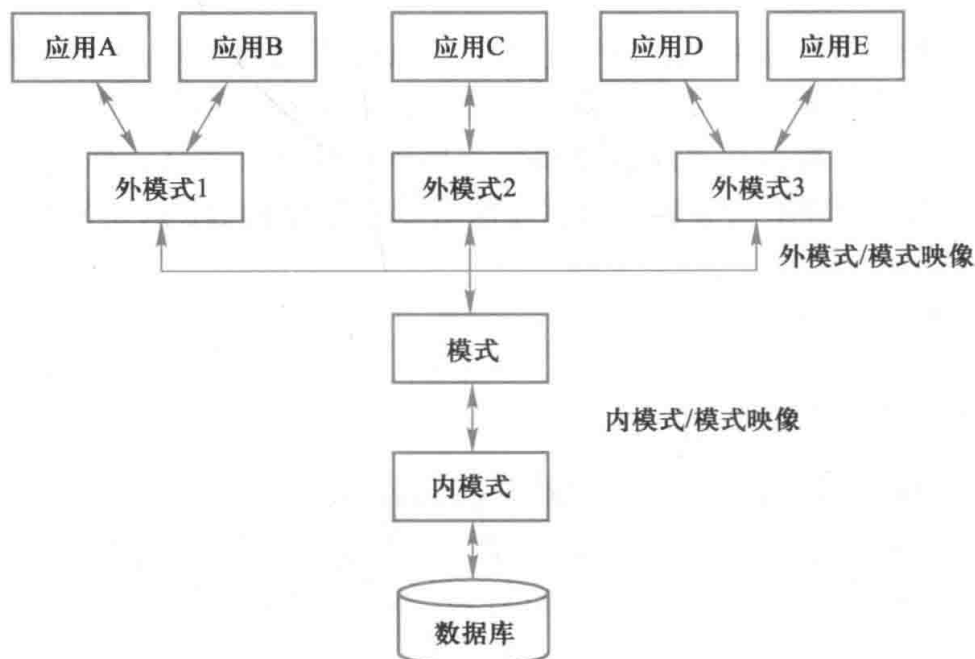 应用A 应用B 应用C 应用D 应用E
外模式1 外模式2 外模式3
外模式/模式映像
模式
内模式/模式映像
内模式
数据库